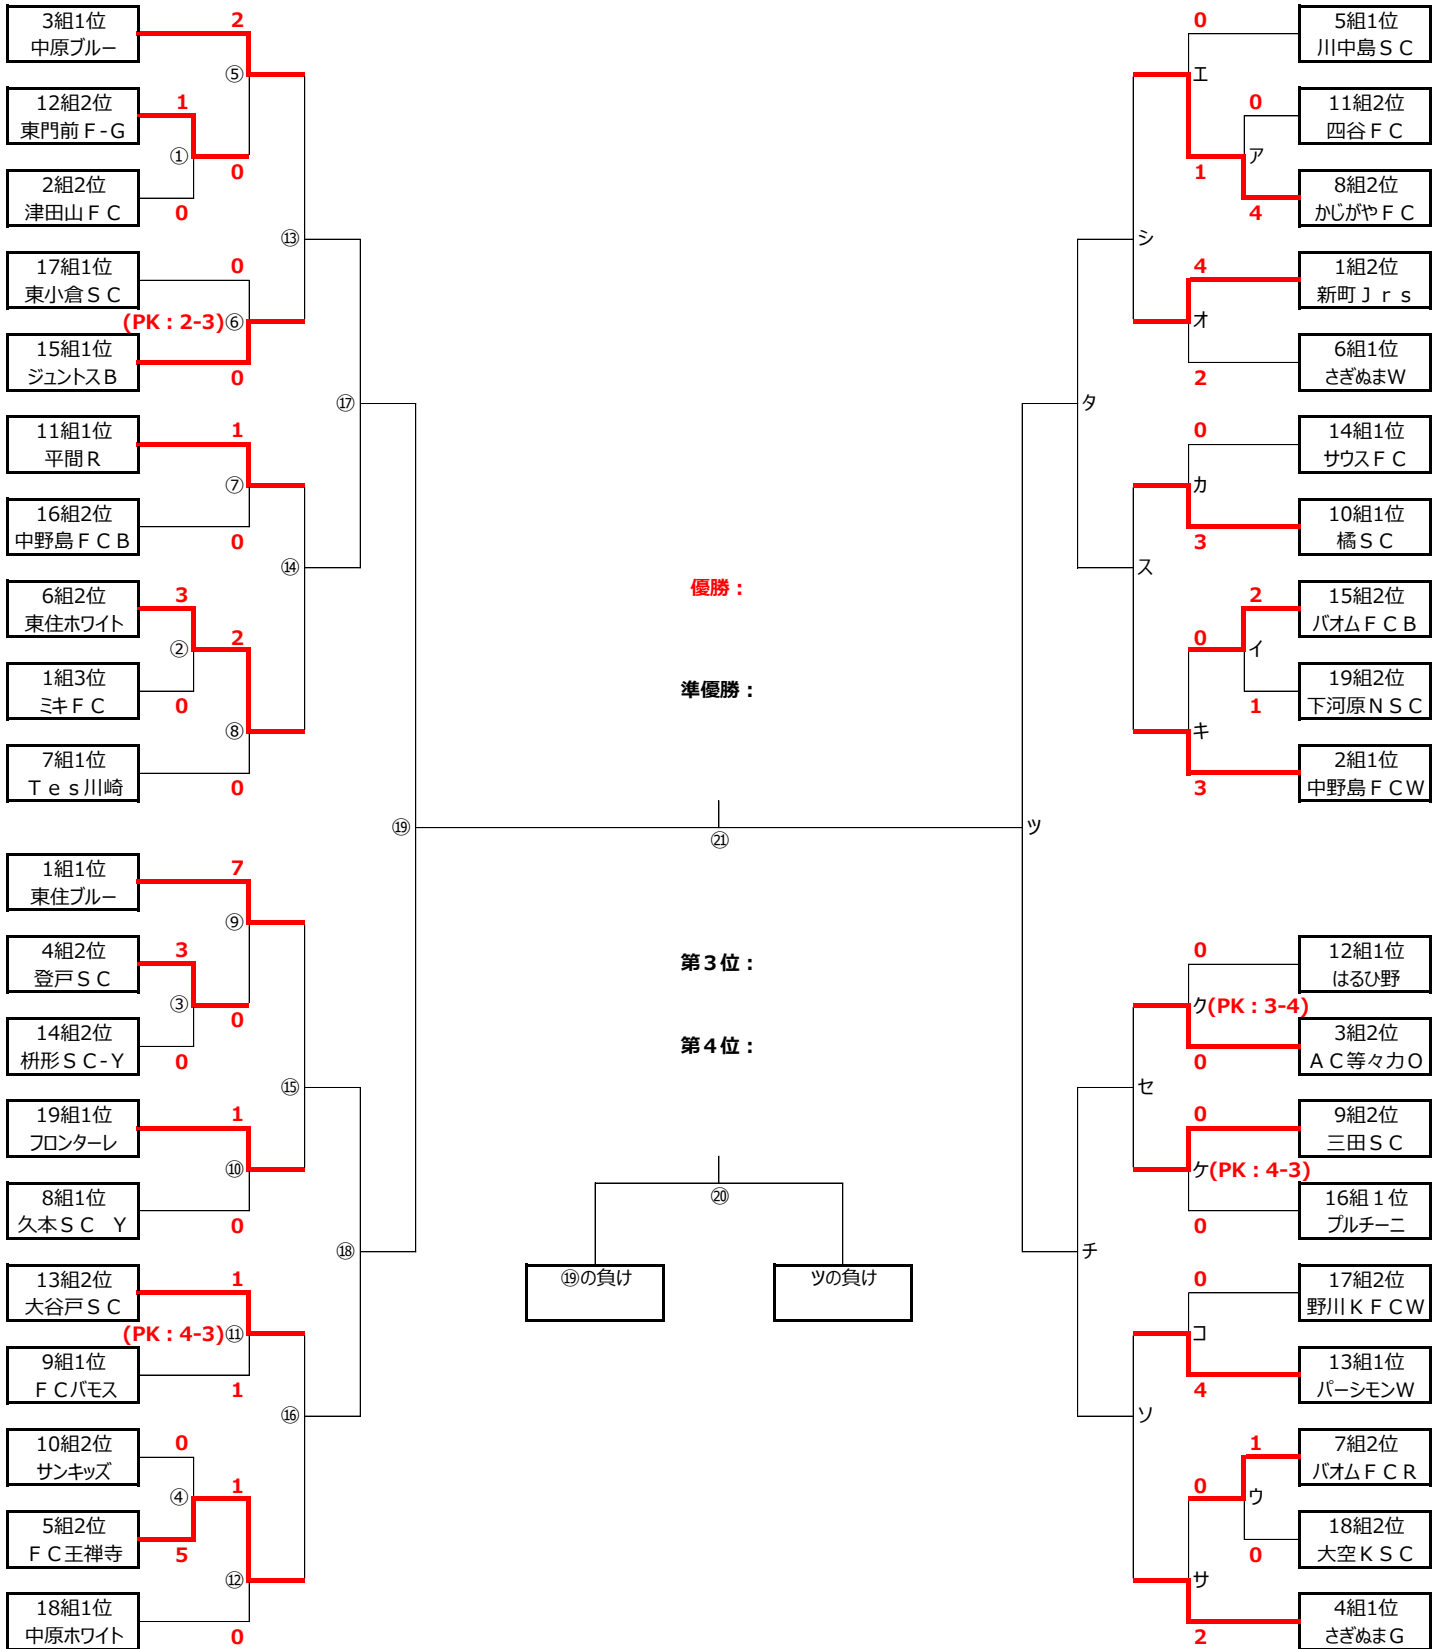 3組1位
中原ブルー
2
⑤
12組2位
東門前Ｆ-Ｇ
1
①
0
2組2位
津田山ＦＣ
0
⑬
17組1位
東小倉ＳＣ
0
(PK：2-3)⑥
15組1位
ジュントスＢ
0
⑰
11組1位
平間Ｒ
1
⑦
16組2位
中野島ＦＣＢ
0
⑭
6組2位
東住ホワイト
3
②
2
1組3位
ミキＦＣ
0
⑧
7組1位
Ｔｅｓ川崎
0
⑲
1組1位
東住ブルー
7
⑨
4組2位
登戸ＳＣ
3
③
0
14組2位
枡形ＳＣ-Ｙ
0
⑮
19組1位
フロンターレ
1
⑩
8組1位
久本ＳＣ　Ｙ
0
⑱
13組2位
大谷戸ＳＣ
1
(PK：4-3)⑪
9組1位
ＦＣバモス
1
⑯
10組2位
サンキッズ
0
④
1
5組2位
ＦＣ王禅寺
5
⑫
18組1位
中原ホワイト
0
優勝：
準優勝：
㉑
第３位：
第４位：
⑳
⑲の負け
ツの負け
0
5組1位
川中島ＳＣ
エ
0
11組2位
四谷ＦＣ
ア
1
4
8組2位
かじがやＦＣ
シ
4
1組2位
新町Ｊｒｓ
オ
2
6組1位
さぎぬまW
タ
0
14組1位
サウスＦＣ
カ
3
10組1位
橘ＳＣ
ス
2
15組2位
バオムＦＣＢ
0
イ
1
19組2位
下河原ＮＳＣ
キ
3
2組1位
中野島ＦＣＷ
ツ
0
12組1位
はるひ野
ク(PK：3-4)
0
3組2位
ＡＣ等々力Ｏ
セ
0
9組2位
三田ＳＣ
ケ(PK：4-3)
0
16組１位
プルチーニ
チ
0
17組2位
野川ＫＦＣＷ
コ
4
13組1位
パーシモンW
ソ
1
7組2位
バオムＦＣＲ
0
ウ
0
18組2位
大空ＫＳＣ
サ
2
4組1位
さぎぬまＧ